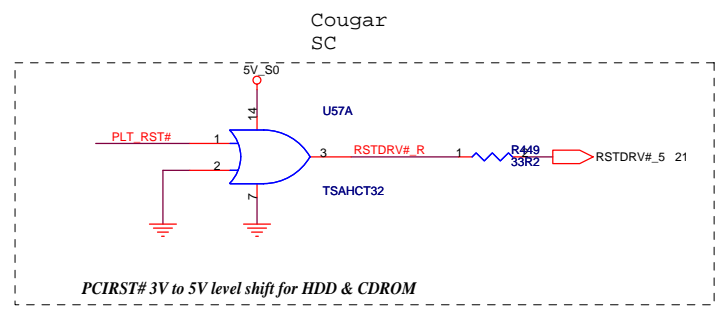 Cougar
SC
5V_S0
14
U57A
PLT_RST#
1
2
3
RSTDRV#_R
1
R449
2
33R2
RSTDRV#_5 21
7
TSAHCT32
PCIRST# 3V to 5V level shift for HDD & CDROM